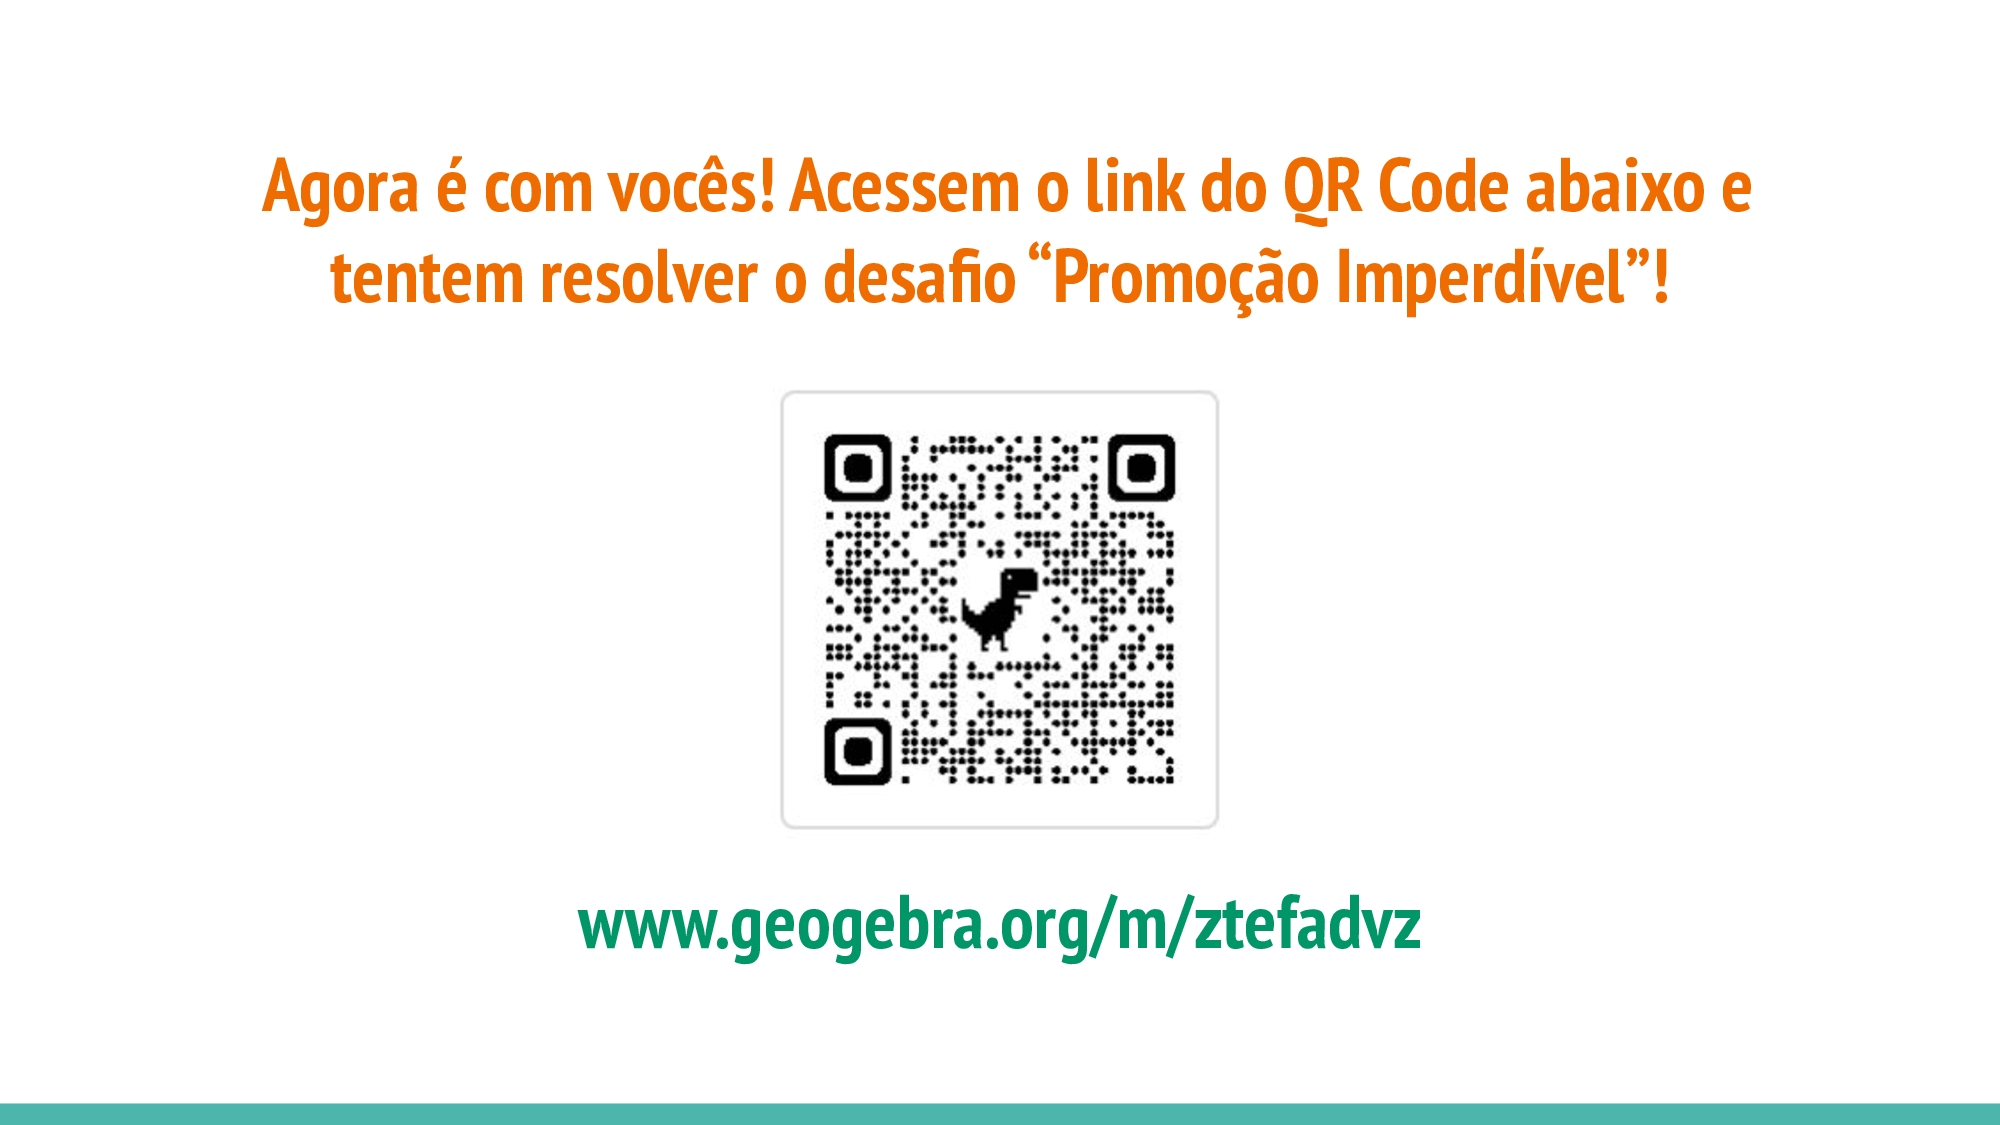 Agora é com vocês! Acessem o link do QR Code abaixo e
tentem resolver o desafio “Promoção Imperdível”!
www.geogebra.org/m/ztefadvz